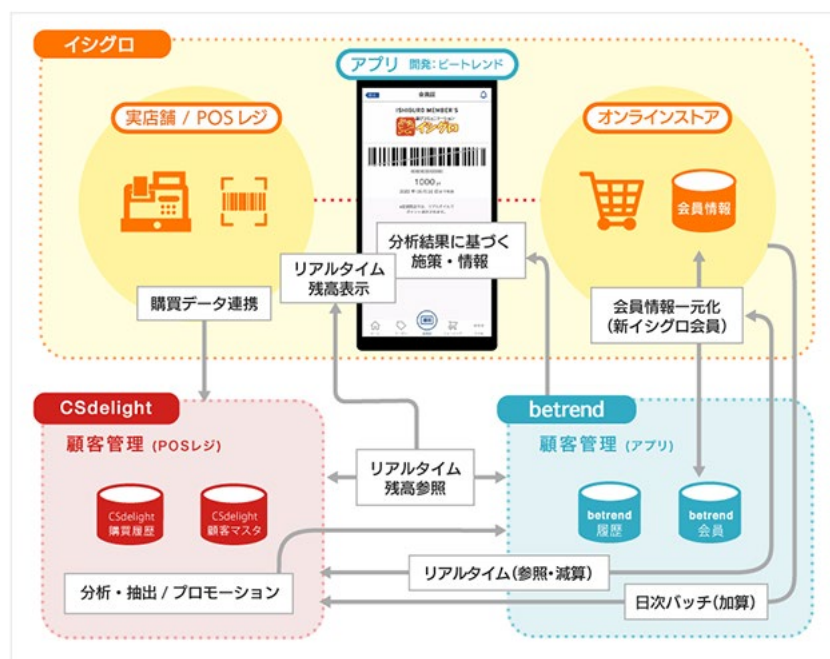 イシグロ
アプリ 開発:ビートレンド
実店舗 / POSレジ
オンラインストア
会員証
ISHIGURO MEMBER'S
イシグロ
1000
会員情報
分析結果に基づく
施策・情報
リアルタイム
残高表示
購買データ連携
会員情報一元化
(新イシグロ会員)
CSdelight
顧客管理 (POSレジ)
betrend
顧客管理 (アプリ)
リアルタイム
残高参照
CSdelight
購買履歴
CSdelight
顧客マスタ
betrend
履歴
betrend
会員
分析・抽出 / プロモーション
リアルタイム(参照・減算)
日次バッチ(加算)